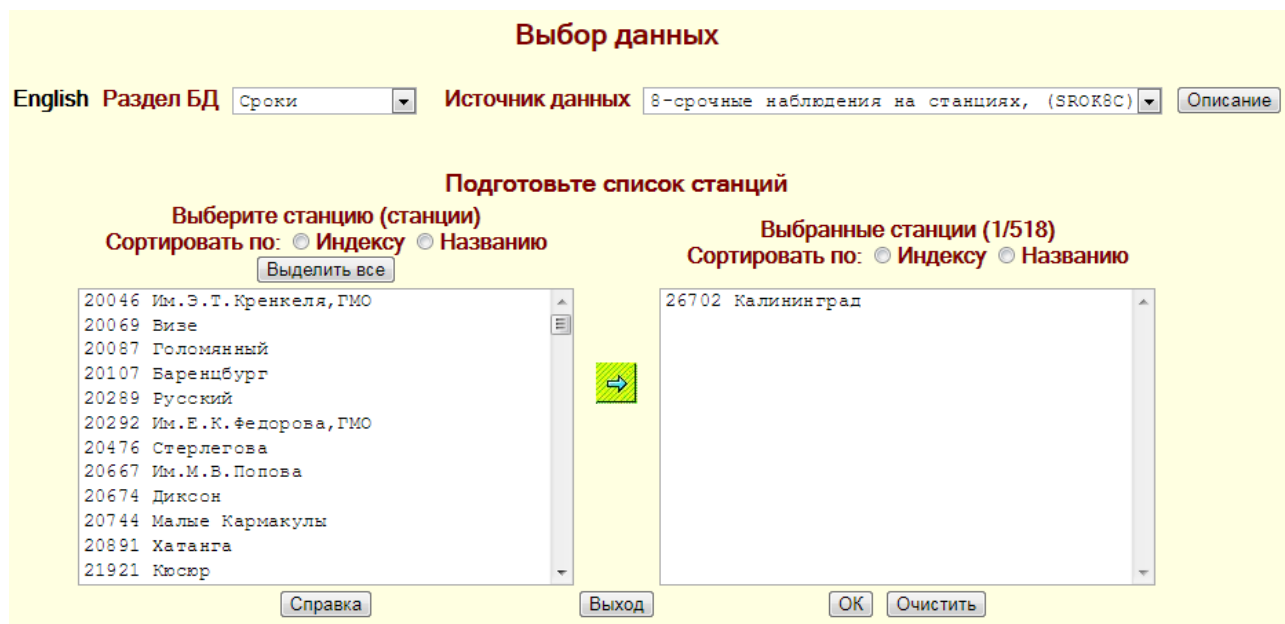 Выбор данных
English Раздел БД Сроки Источник данных 8-срочные наблюдения на станциях, (SROK8C) Описание
Подготовьте список станций
Выберите станцию (станции)
Сортировать по: Индексу Названию
Выделить все
20046 Им.Э.Т.Кренкеля,ГМО
20069 Визе
20087 Голомянный
20107 Баренцбург
20289 Русский
20292 Им.Е.К.Федорова,ГМО
20476 Стерлегова
20667 Им.М.В.Попова
20674 Диксон
20744 Малые Кармакулы
20891 Хатанга
21921 Кюсюр
Выбранные станции (1/518)
Сортировать по: Индексу Названию
26702 Калининград
Справка Выход ОК Очистить